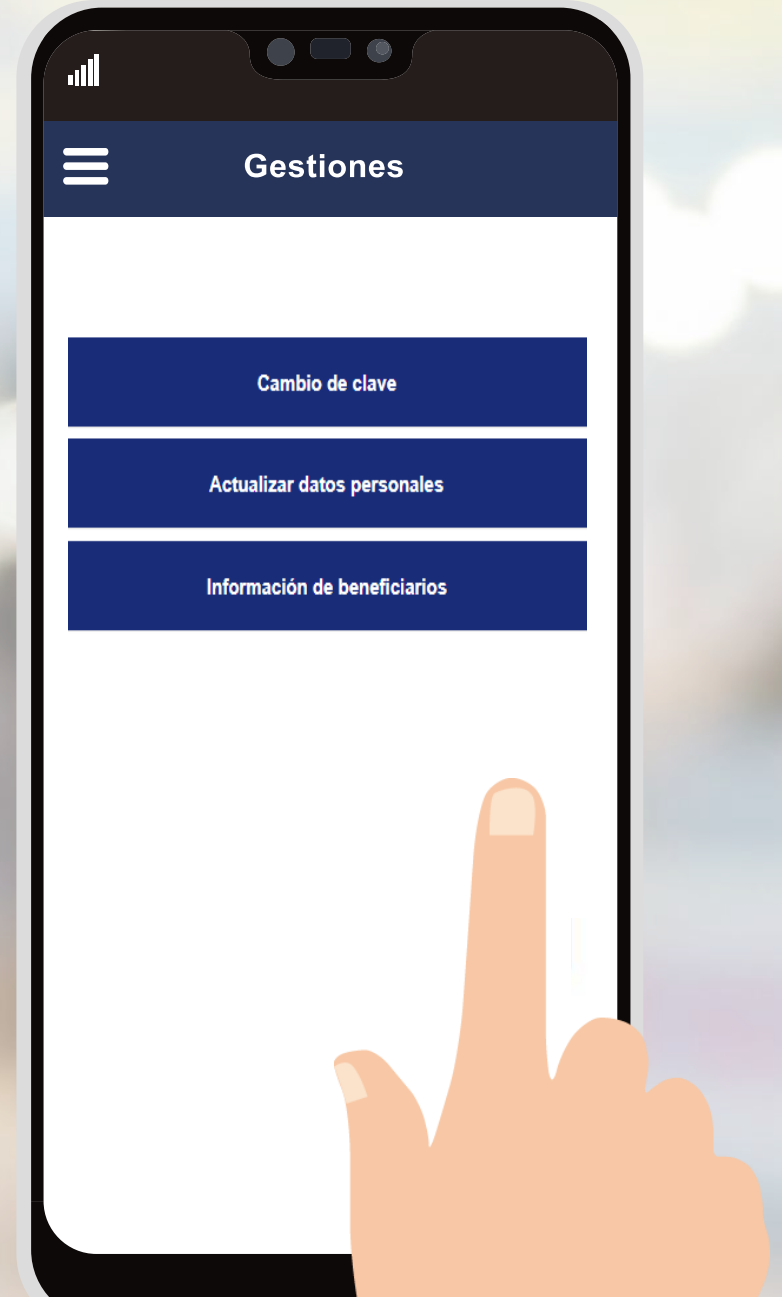 Gestiones
Cambio de clave
Actualizar datos personales
Información de beneficiarios